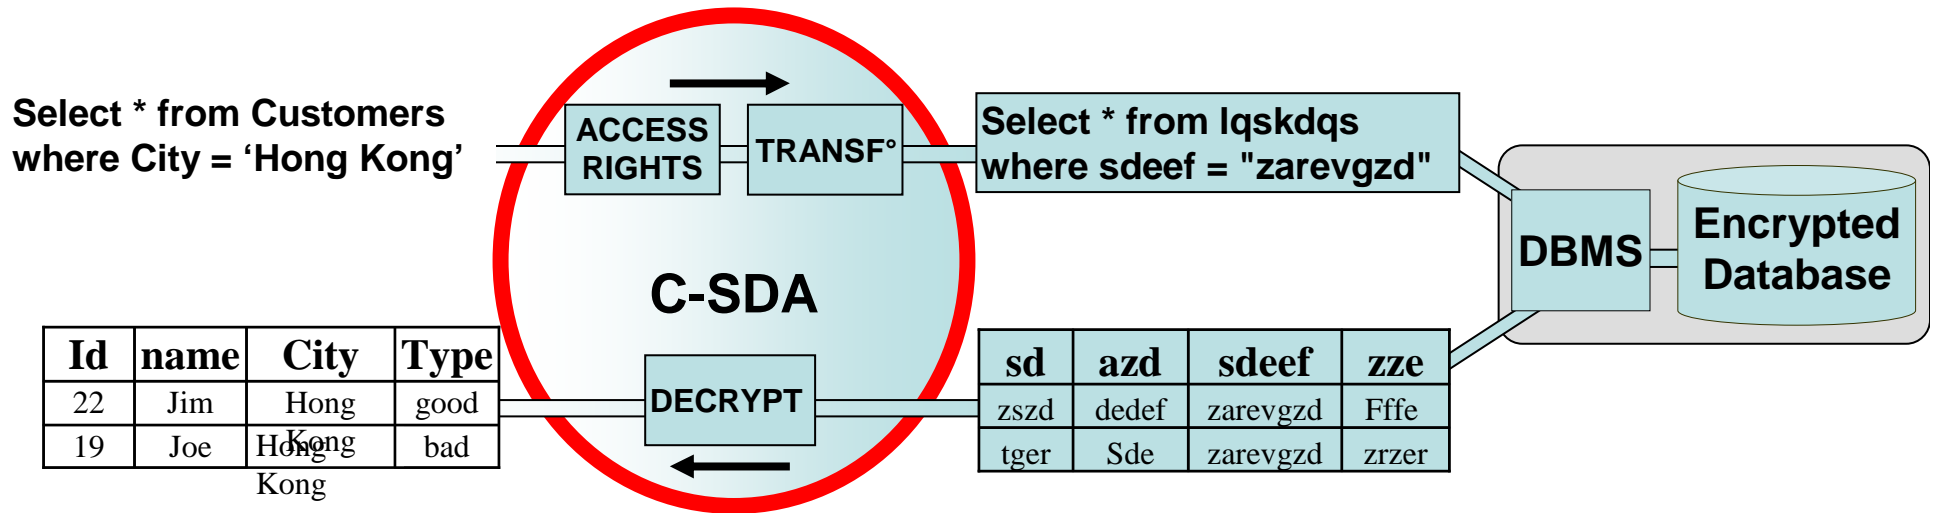 Select * from Customers
where City = ‘Hong Kong’
ACCESS
RIGHTS
TRANSF°
Select * from lqskdqs
where sdeef = "zarevgzd"
DBMS
Encrypted
Database
C-SDA
Id name City Type
22 Jim Hong Kong good
19 Joe Hong Kong bad
DECRYPT
sd azd sdeef zze
zszd dedef zarevgzd Fffe
tger Sde zarevgzd zrzer